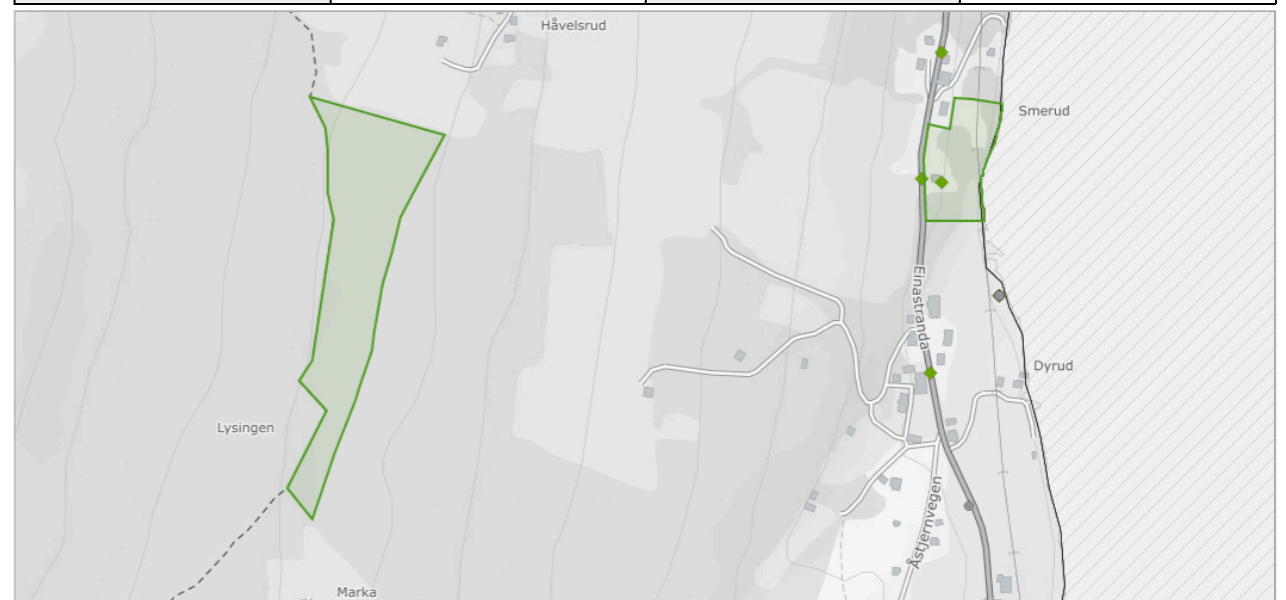 Håvelsrud
Smerud
Einastranda
Dyrud
Lysingen
Åstjernvegen
Marka